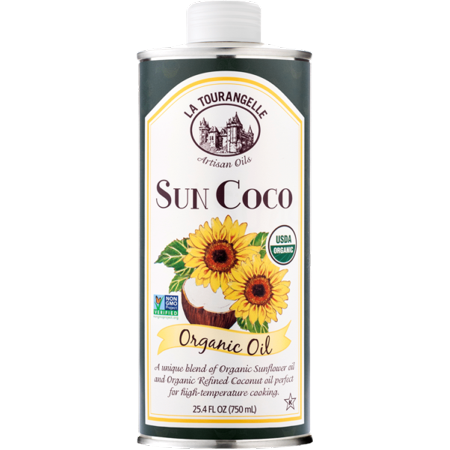 LA TOURANGELLE
Artisan Oils
SUN COCO
USDA
ORGANIC
NON
GMO
Project
VERIFIED
Organic Oil
A unique blend of Organic Sunflower oil
and Organic Refined Coconut oil perfect
for high-temperature cooking.
K
25.4 FL OZ (750 mL)